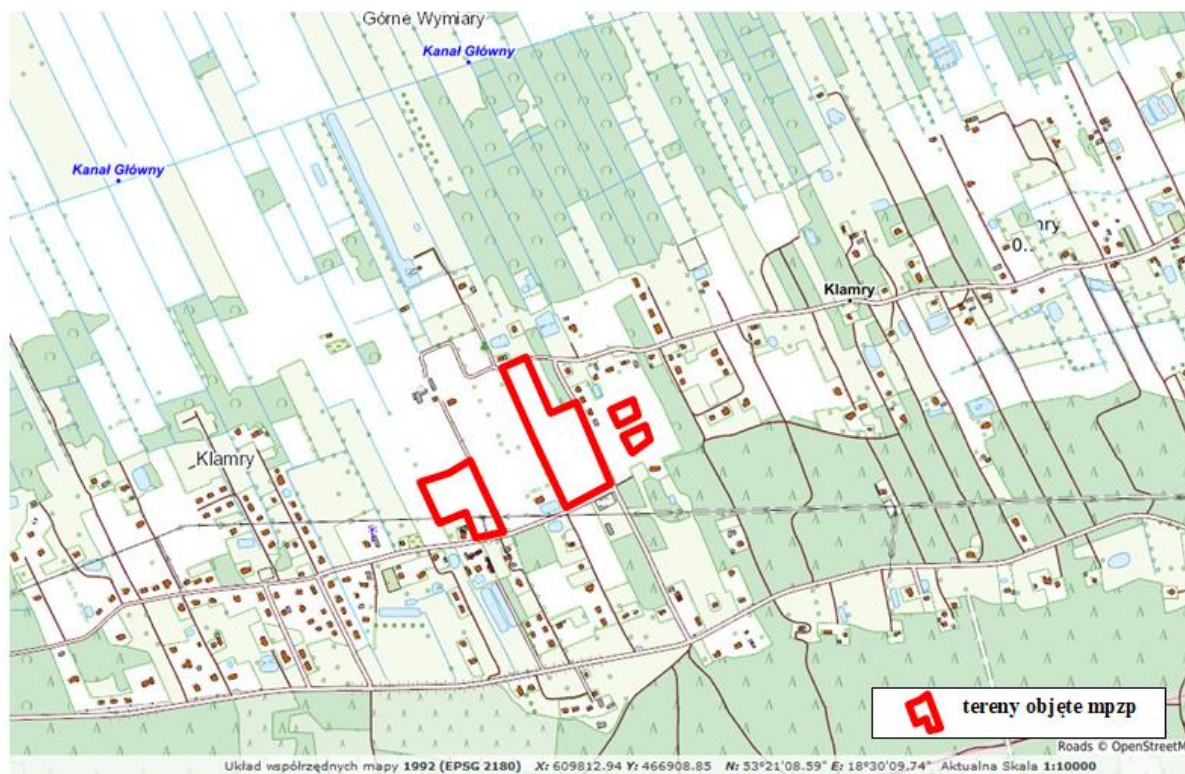 Górne Wymiary
Kanał Główny
Kanał Główny
Klamry
Klamry
tereny objęte mpzp
Roads © OpenStreetM
Układ współrzędnych mapy 1992 (EPSG 2180) X: 609812.94 Y: 466908.85 N: 53°21'08.59" E: 18°30'09.74" Aktualna Skala 1:10000